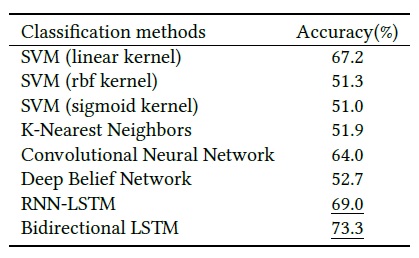 Classification methods Accuracy(%)
SVM (linear kernel) 67.2
SVM (rbf kernel) 51.3
SVM (sigmoid kernel) 51.0
K-Nearest Neighbors 51.9
Convolutional Neural Network 64.0
Deep Belief Network 52.7
RNN-LSTM 69.0
Bidirectional LSTM 73.3